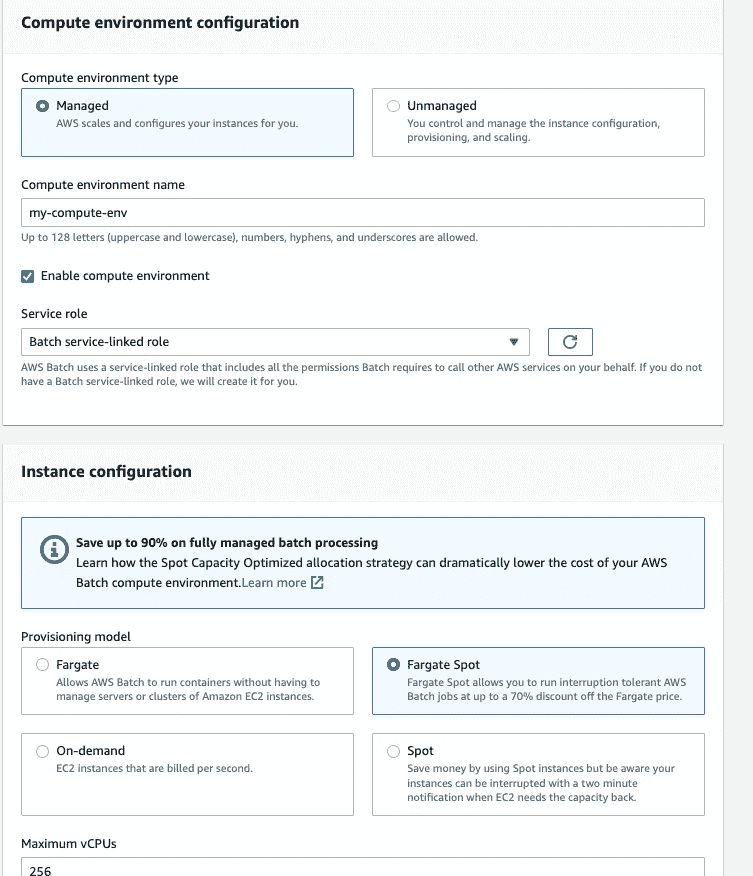 Compute environment configuration
Compute environment type
Managed
AWS scales and configures your instances for you.
Unmanaged
You control and manage the instance configuration,
provisioning, and scaling.
Compute environment name
my-compute-env
Up to 128 letters (uppercase and lowercase), numbers, hyphens, and underscores are allowed.
Enable compute environment
Service role
Batch service-linked role
AWS Batch uses a service-linked role that includes all the permissions Batch requires to call other AWS services on your behalf. If you do not
have a Batch service-linked role, we will create it for you.
Instance configuration
Save up to 90% on fully managed batch processing
Learn how the Spot Capacity Optimized allocation strategy can dramatically lower the cost of your AWS
Batch compute environment.Learn more
Provisioning model
Fargate
Allows AWS Batch to run containers without having to
manage servers or clusters of Amazon EC2 instances.
Fargate Spot
Fargate Spot allows you to run interruption tolerant AWS
Batch jobs at up to a 70% discount off the Fargate price.
On-demand
EC2 instances that are billed per second.
Spot
Save money by using Spot instances but be aware your
instances can be interrupted with a two minute
notification when EC2 needs the capacity back.
Maximum vCPUs
256